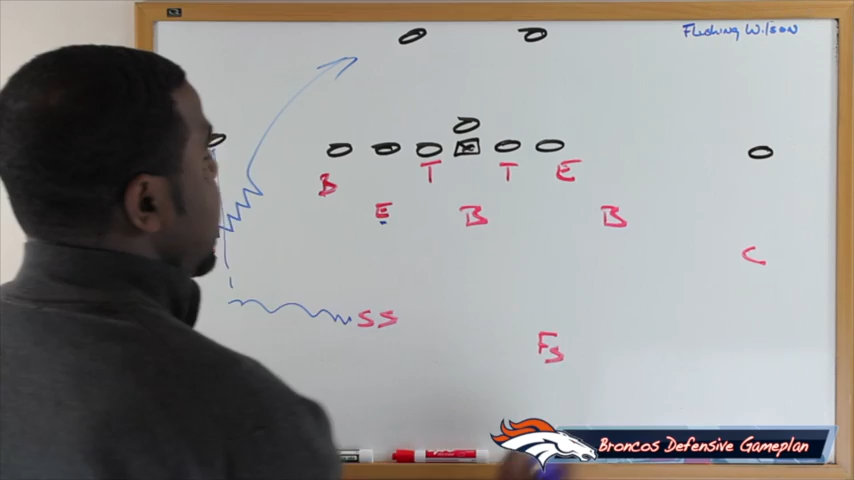 Flushing Wilson
T T E
B
E B B
C
SS
FS
Broncos Defensive Gameplan